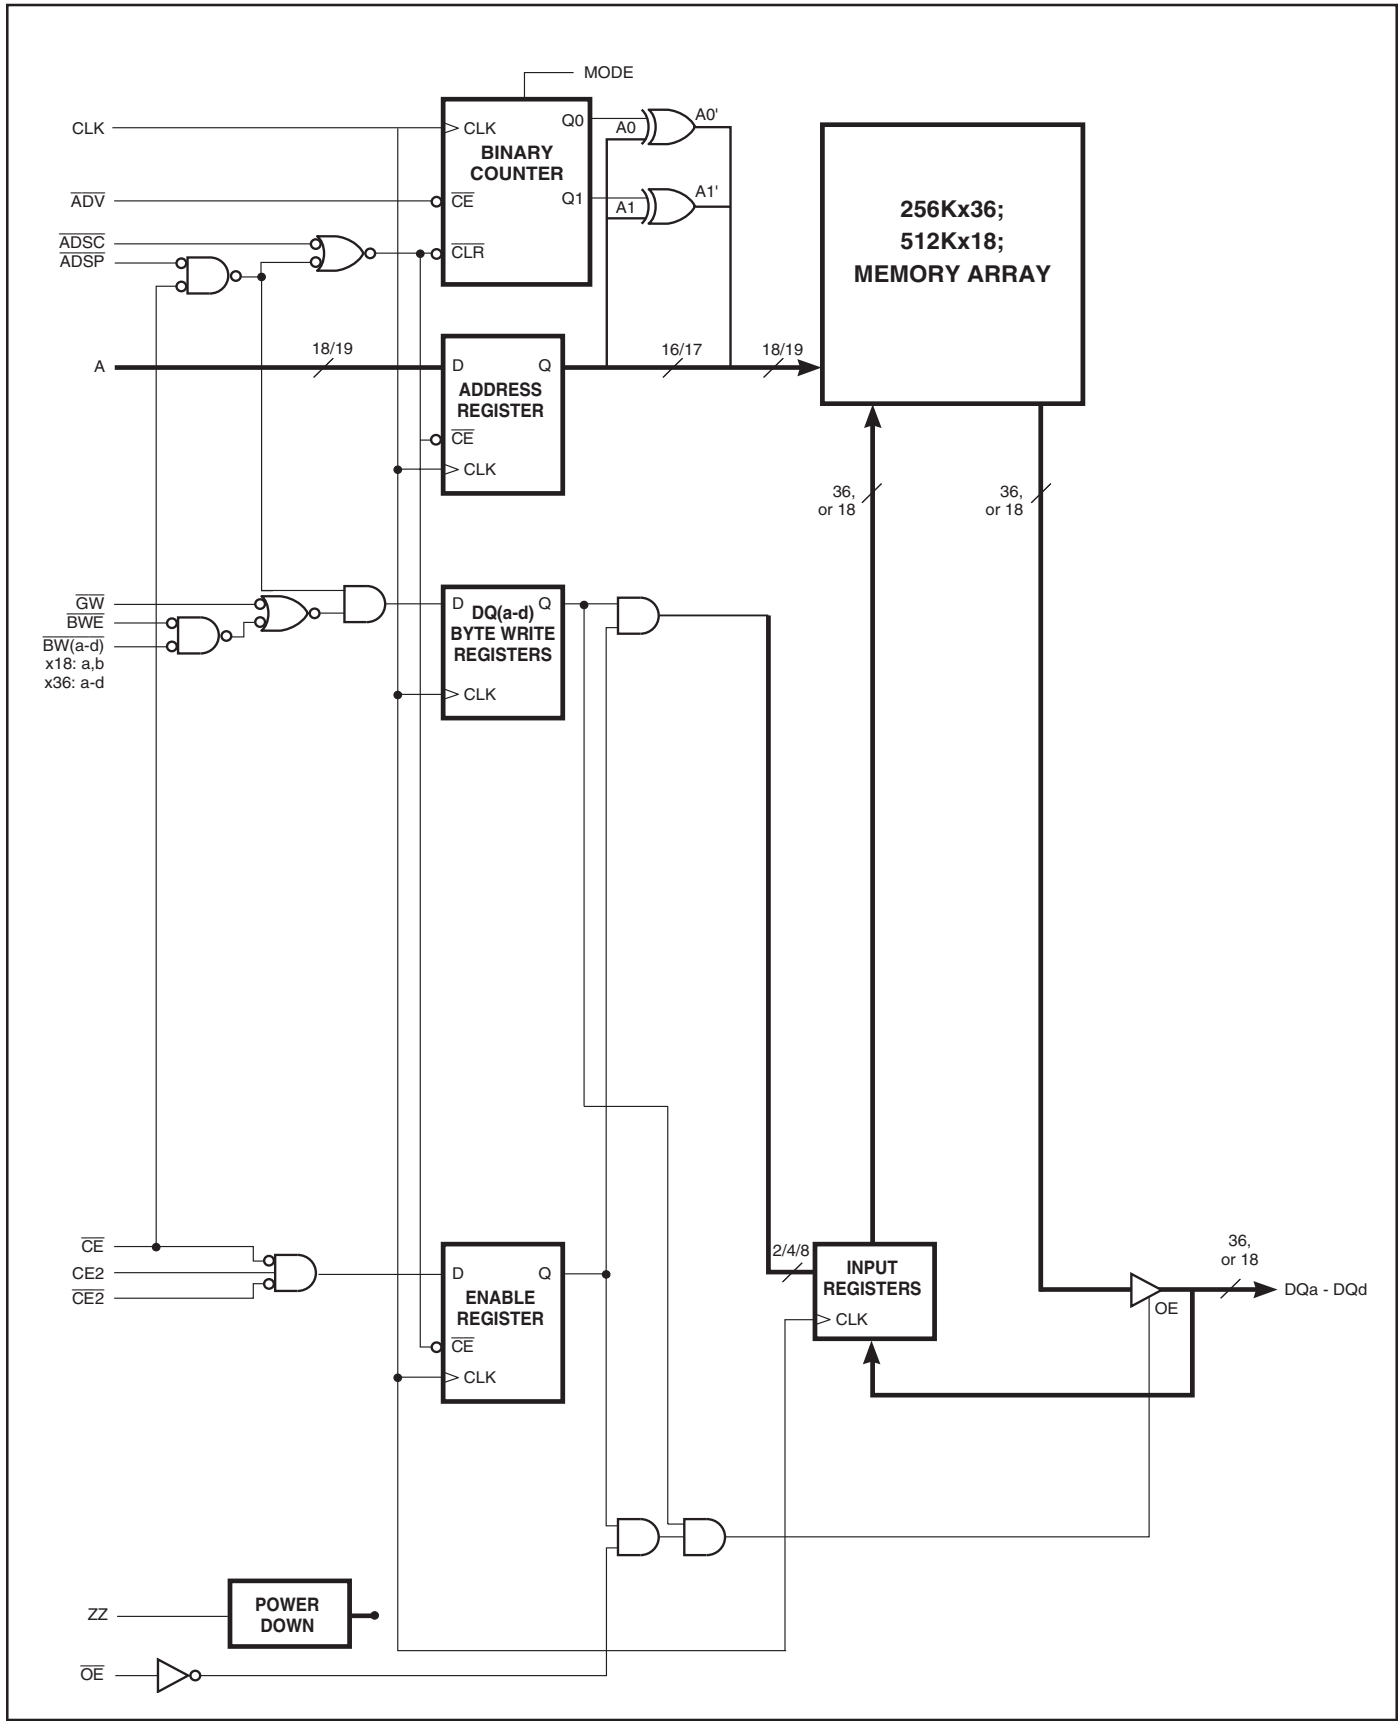 MODE
CLK
CLK
Q0
A0
A0'
BINARY
COUNTER
ADV
CE
Q1
A1
A1'
ADSC
ADSP
CLR
256Kx36;
512Kx18;
MEMORY ARRAY
A
18/19
D
Q
16/17
18/19
ADDRESS
REGISTER
CE
CLK
36,
or 18
36,
or 18
GW
BWE
BW(a-d)
x18: a,b
x36: a-d
D
Q
DQ(a-d)
BYTE WRITE
REGISTERS
CLK
CE
CE2
CE2
D
Q
ENABLE
REGISTER
CE
CLK
2/4/8
INPUT
REGISTERS
CLK
36,
or 18
OE
DQa - DQd
ZZ
POWER
DOWN
OE